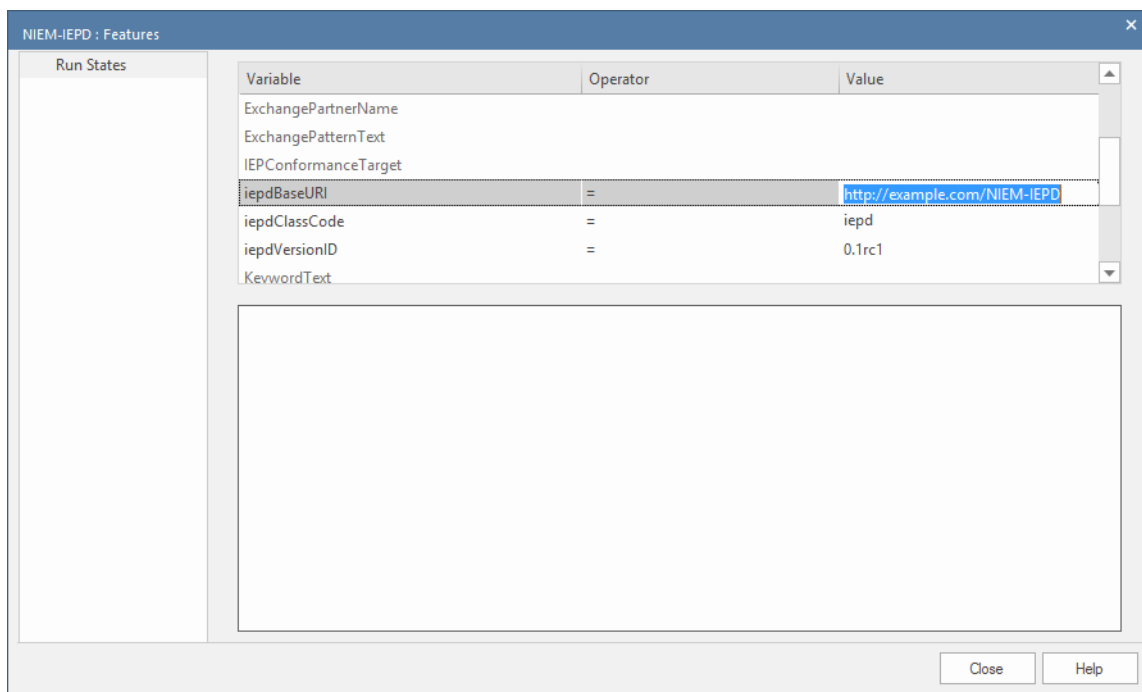 NIEM-IEPD : Features
Run States
Variable Operator Value
ExchangePartnerName
ExchangePatternText
IEPConformanceTarget
iepdBaseURI = http://example.com/NIEM-IEPD
iepdClassCode = iepd
iepdVersionID = 0.1rc1
KeywordText
Close Help